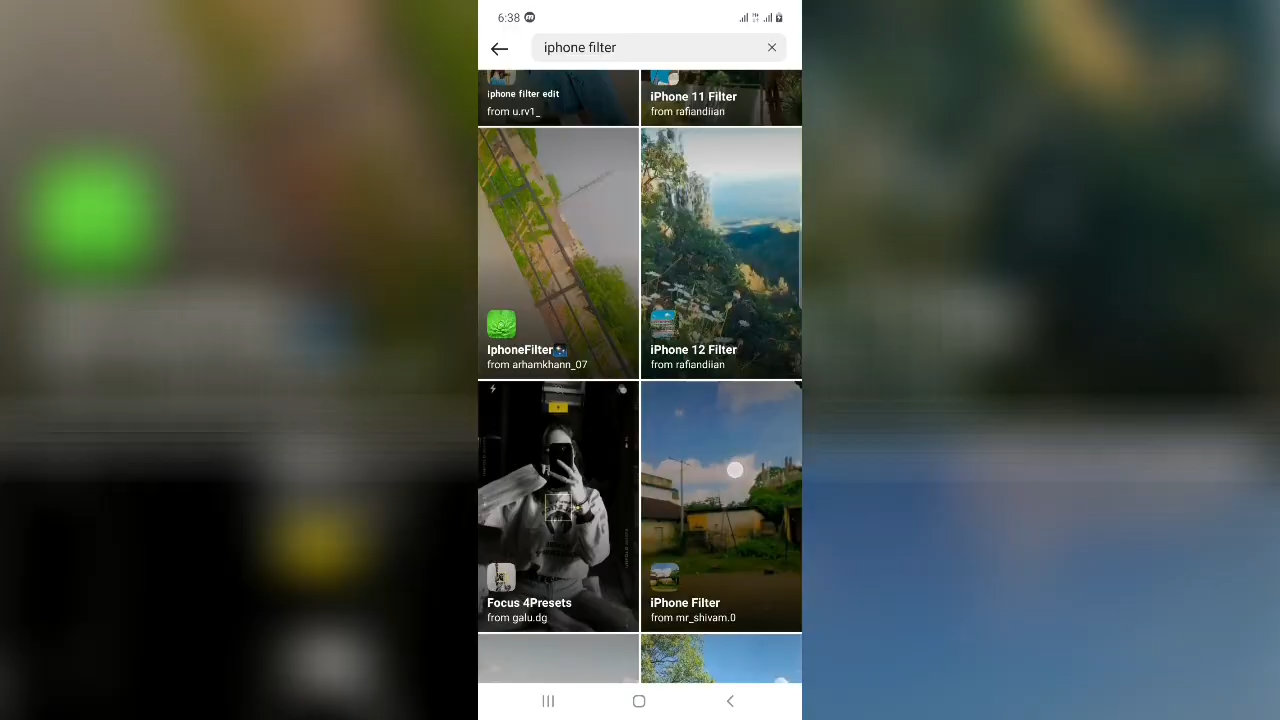 6:38
iphone filter
iphone filter edit
from u.rv1_
iPhone 11 Filter
from rafiandiian
IphoneFilter
from arhamkhann_07
iPhone 12 Filter
from rafiandiian
Focus 4Presets
from galu.dg
iPhone Filter
from mr_shivam.0